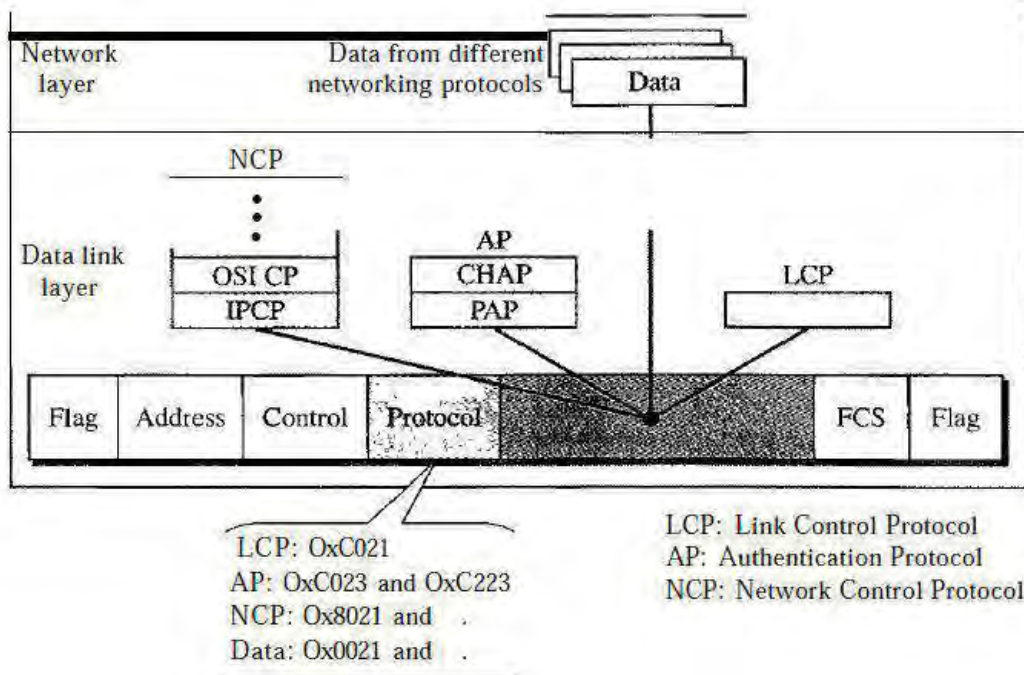 Network
layer
Data from different
networking protocols
Data
Data link
layer
NCP
OSI CP
IPCP
AP
CHAP
PAP
LCP
Flag Address Control Protocol FCS Flag
LCP: OxC021
AP: OxC023 and OxC223
NCP: Ox8021 and .
Data: Ox0021 and .
LCP: Link Control Protocol
AP: Authentication Protocol
NCP: Network Control Protocol